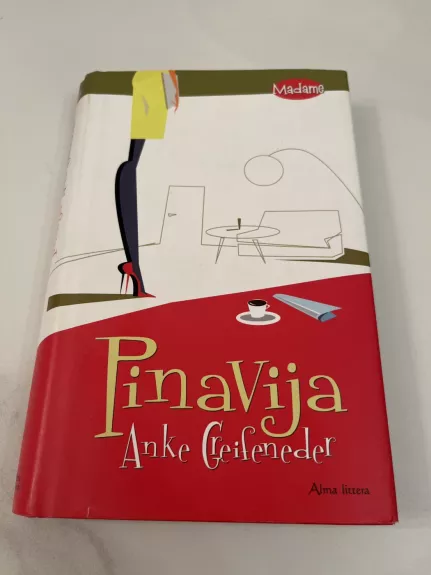 Madame
Pinavija
Anke Greifeneder
Alma littera